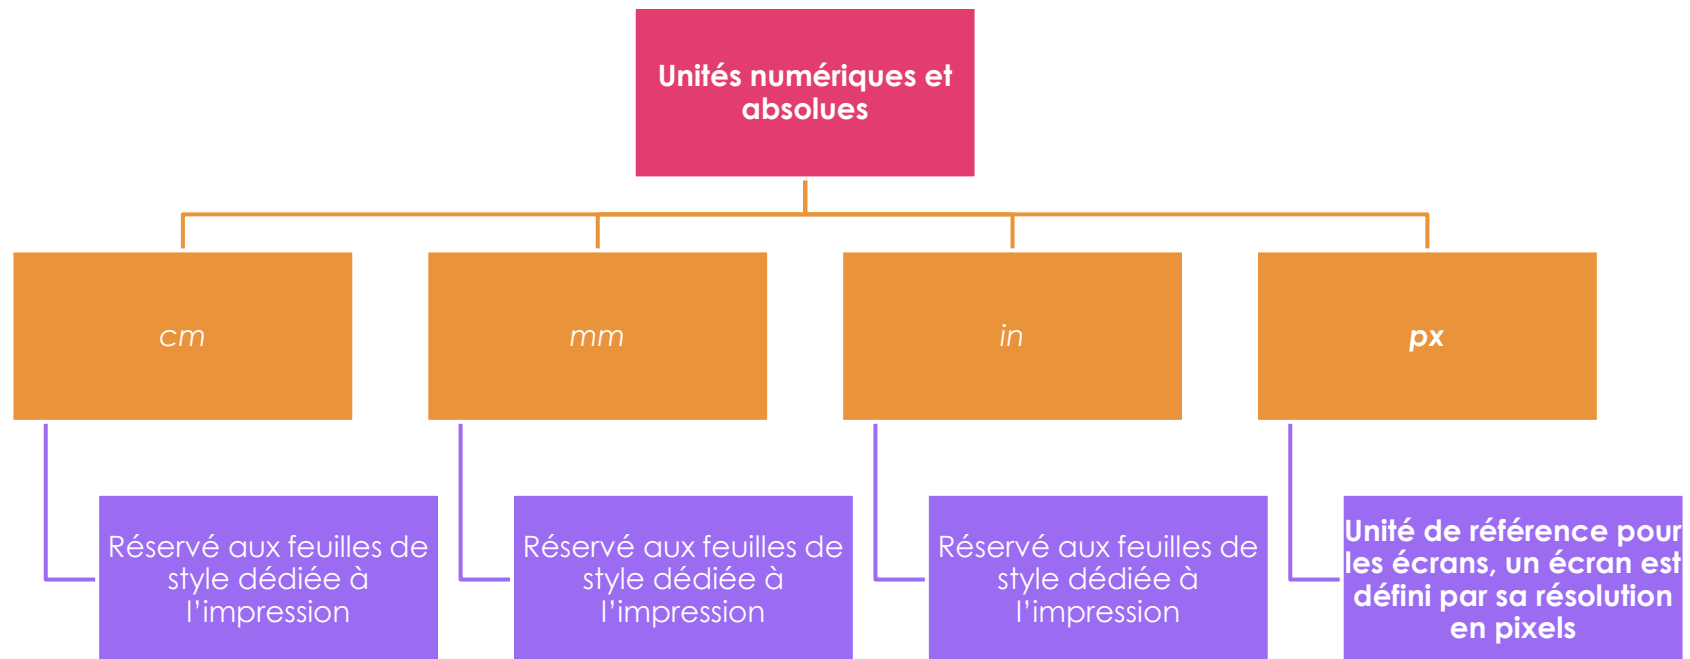 Unités numériques et
absolues
cm
mm
in
px
Réservé aux feuilles de
style dédiée à
l’impression
Réservé aux feuilles de
style dédiée à
l’impression
Réservé aux feuilles de
style dédiée à
l’impression
Unité de référence pour
les écrans, un écran est
défini par sa résolution
en pixels